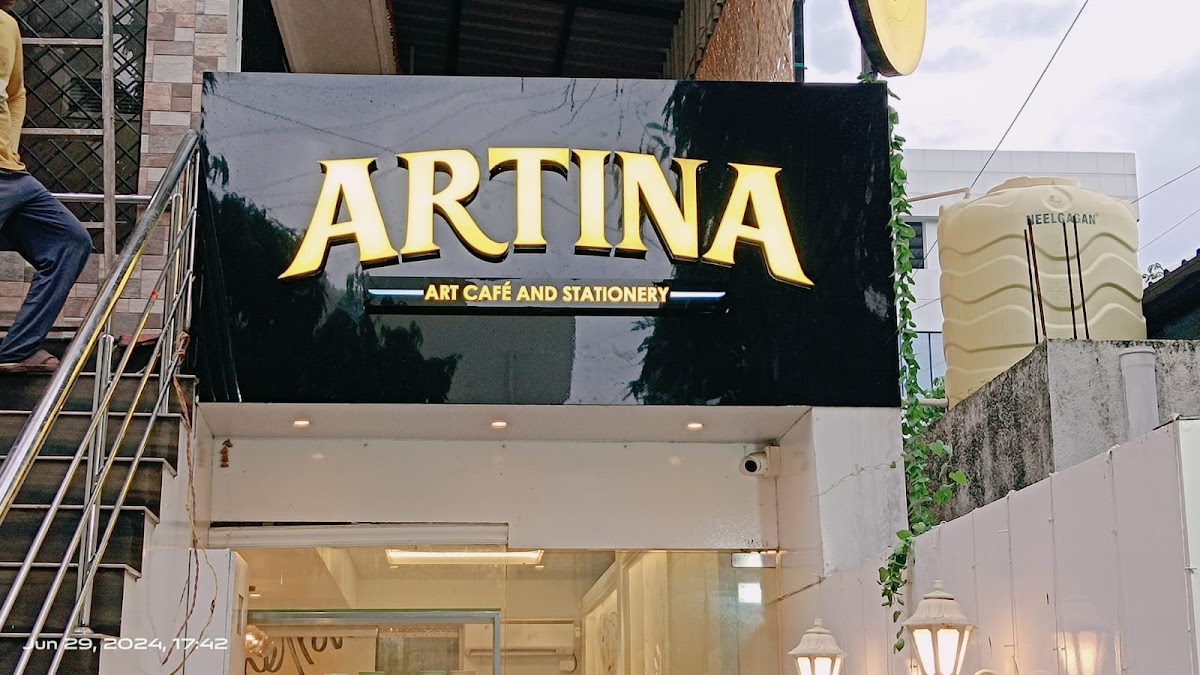 ARTINA
ART CAFÉ AND STATIONERY
NEELGAGAN
Jun 29, 2024, 17:42